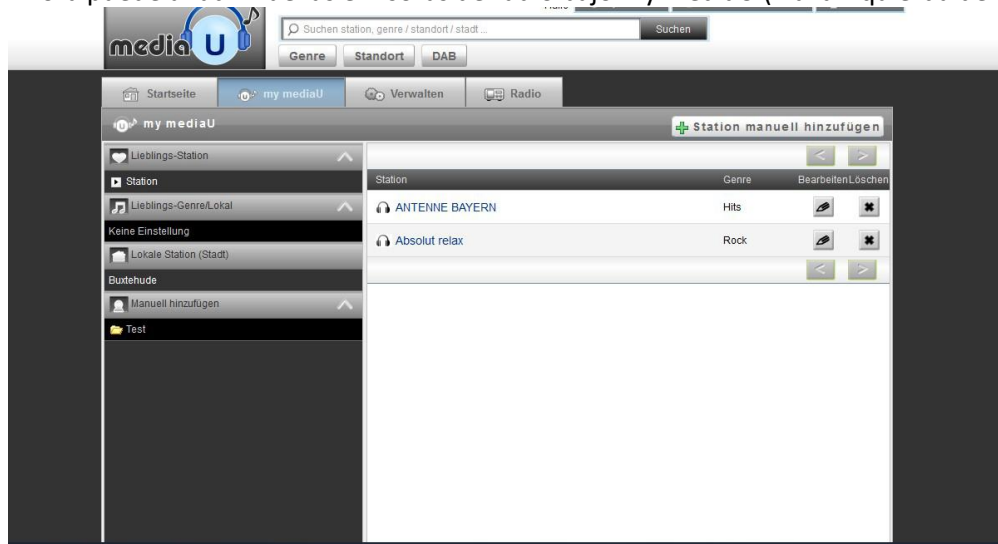 media U
Suchen station, genre / standort / stadt ...
Suchen
Genre
Standort
DAB
Startseite
my mediaU
Verwalten
Radio
my mediaU
Station manuell hinzufügen
Lieblings-Station
< >
Station
Station Genre Bearbeiten Löschen
Lieblings-Genre/Lokal
ANTENNE BAYERN Hits
Keine Einstellung
Absolut relax Rock
Lokale Station (Stadt)
< >
Buxtehude
Manuell hinzufügen
Test